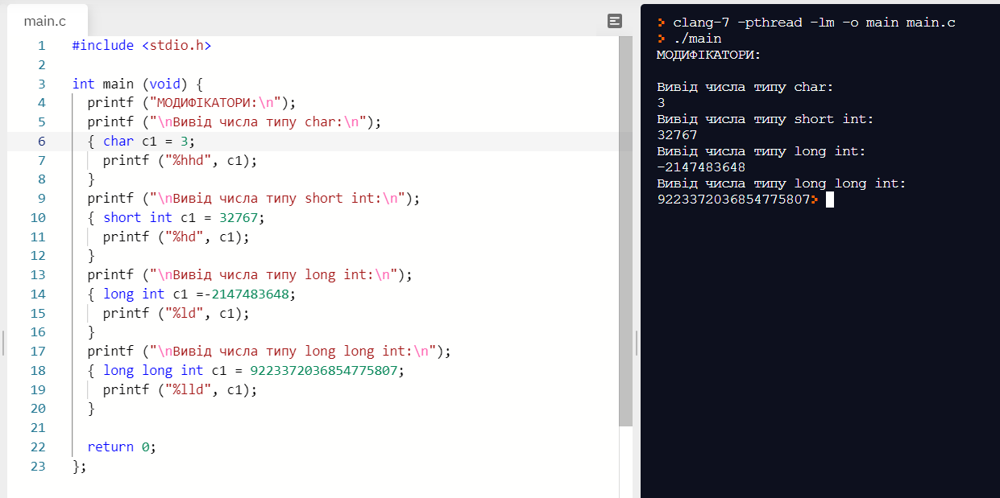 main.c
1 #include <stdio.h>
2
3 int main (void) {
4 printf ("МОДИФІКАТОРИ:\n");
5 printf ("\nВивід числа типу char:\n");
6 { char c1 = 3;
7 printf ("%hhd", c1);
8 }
9 printf ("\nВивід числа типу short int:\n");
10 { short int c1 = 32767;
11 printf ("%hd", c1);
12 }
13 printf ("\nВивід числа типу long int:\n");
14 { long int c1 =-2147483648;
15 printf ("%ld", c1);
16 }
17 printf ("\nВивід числа типу long long int:\n");
18 { long long int c1 = 9223372036854775807;
19 printf ("%lld", c1);
20 }
21
22 return 0;
23 };
> clang-7 -pthread -lm -o main main.c
> ./main
МОДИФІКАТОРИ:

Вивід числа типу char:
3
Вивід числа типу short int:
32767
Вивід числа типу long int:
-2147483648
Вивід числа типу long long int:
9223372036854775807>